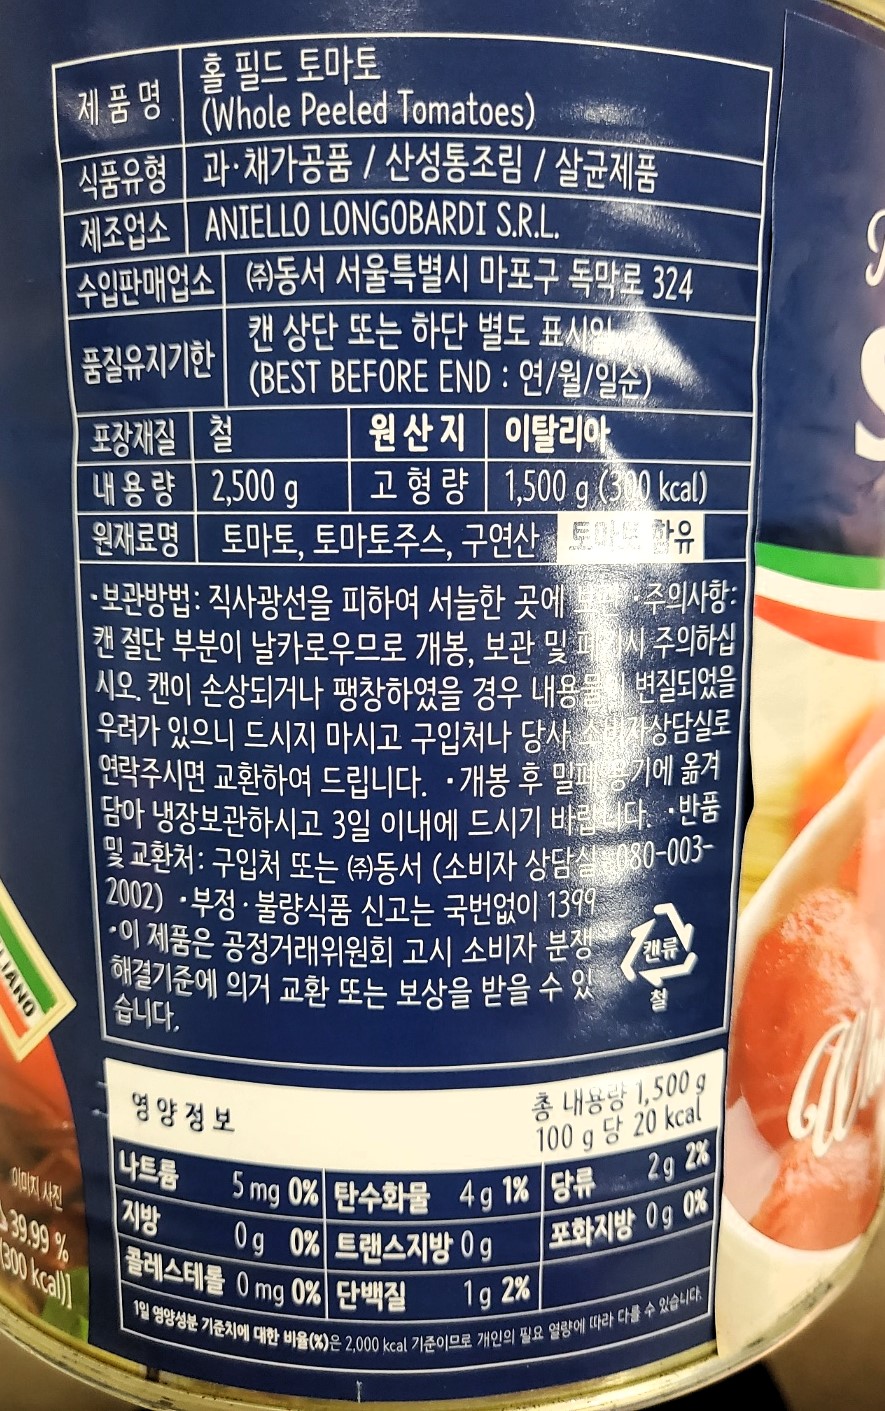 제품명 홀 필드 토마토
(Whole Peeled Tomatoes)
식품유형 과·채가공품 / 산성통조림 / 살균제품
제조업소 ANIELLO LONGOBARDI S.R.L.
수입판매업소 ㈜동서 서울특별시 마포구 독막로 324
품질유지기한 캔 상단 또는 하단 별도 표시일
(BEST BEFORE END : 연/월/일순)
포장재질 철 원산지 이탈리아
내용량 2,500 g 고형량 1,500 g (300 kcal)
원재료명 토마토, 토마토주스, 구연산 토마토 함유
·보관방법: 직사광선을 피하여 서늘한 곳에 보관 ·주의사항:
캔 절단 부분이 날카로우므로 개봉, 보관 및 폐기시 주의하십
시오. 캔이 손상되거나 팽창하였을 경우 내용물이 변질되었을
우려가 있으니 드시지 마시고 구입처나 당사 소비자상담실로
연락주시면 교환하여 드립니다. ·개봉 후 밀폐용기에 옮겨
담아 냉장보관하시고 3일 이내에 드시기 바랍니다. ·반품
및 교환처: 구입처 또는 ㈜동서 (소비자 상담실 080-003-
2002) ·부정·불량식품 신고는 국번없이 1399
·이 제품은 공정거래위원회 고시 소비자 분쟁
해결기준에 의거 교환 또는 보상을 받을 수 있
습니다.
캔류
철
영양정보 총 내용량 1,500 g
100 g 당 20 kcal
나트륨 5 mg 0% 탄수화물 4 g 1% 당류 2 g 2%
지방 0 g 0% 트랜스지방 0 g 포화지방 0 g 0%
콜레스테롤 0 mg 0% 단백질 1 g 2%
1일 영양성분 기준치에 대한 비율(%)은 2,000 kcal 기준이므로 개인의 필요 열량에 따라 다를 수 있습니다.
이미지 사진
39.99 %
(300 kcal)]